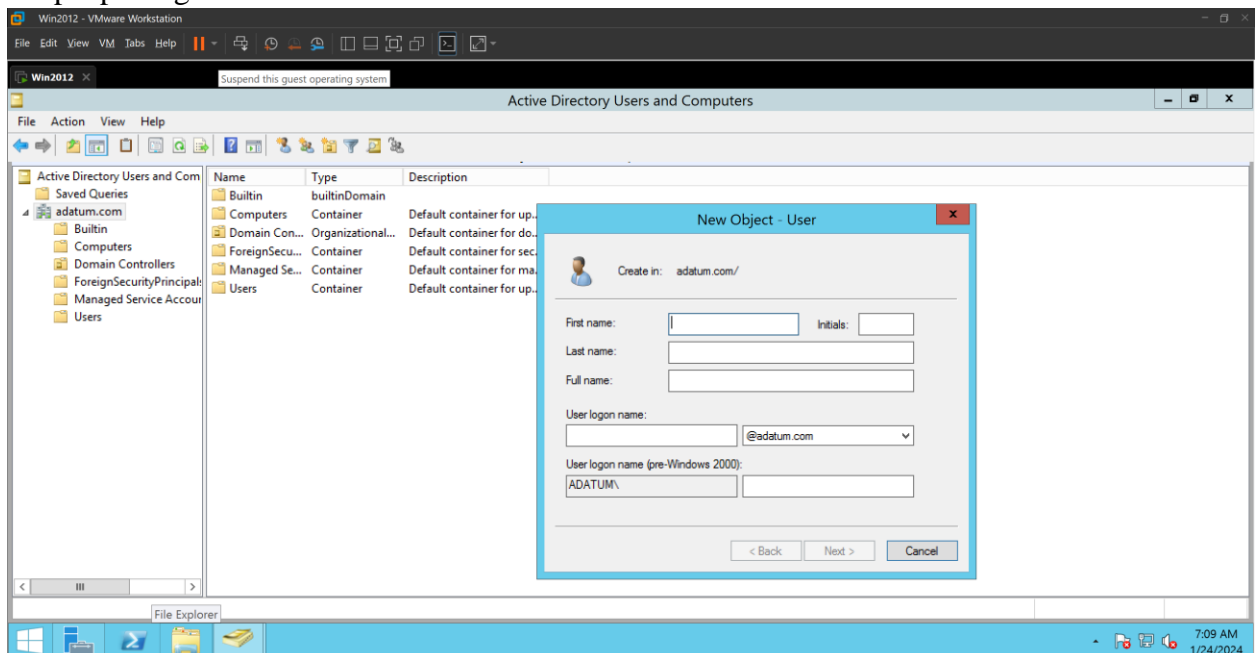 Win2012 - VMware Workstation
File Edit View VM Tabs Help
Win2012
Suspend this guest operating system
Active Directory Users and Computers
File Action View Help
Active Directory Users and Com
Saved Queries
adatum.com
Builtin
Computers
Domain Controllers
ForeignSecurityPrincipal
Managed Service Accour
Users
Name Type Description
Builtin builtinDomain
Computers Container Default container for up..
Domain Con... Organizational... Default container for do..
ForeignSecu... Container Default container for sec.
Managed Se... Container Default container for ma.
Users Container Default container for up..
New Object - User
x
Create in: adatum.com/
First name:
Initials:
Last name:
Full name:
User logon name:
@adatum.com
User logon name (pre-Windows 2000):
ADATUM\
< Back Next > Cancel
File Explorer
7:09 AM
1/24/2024